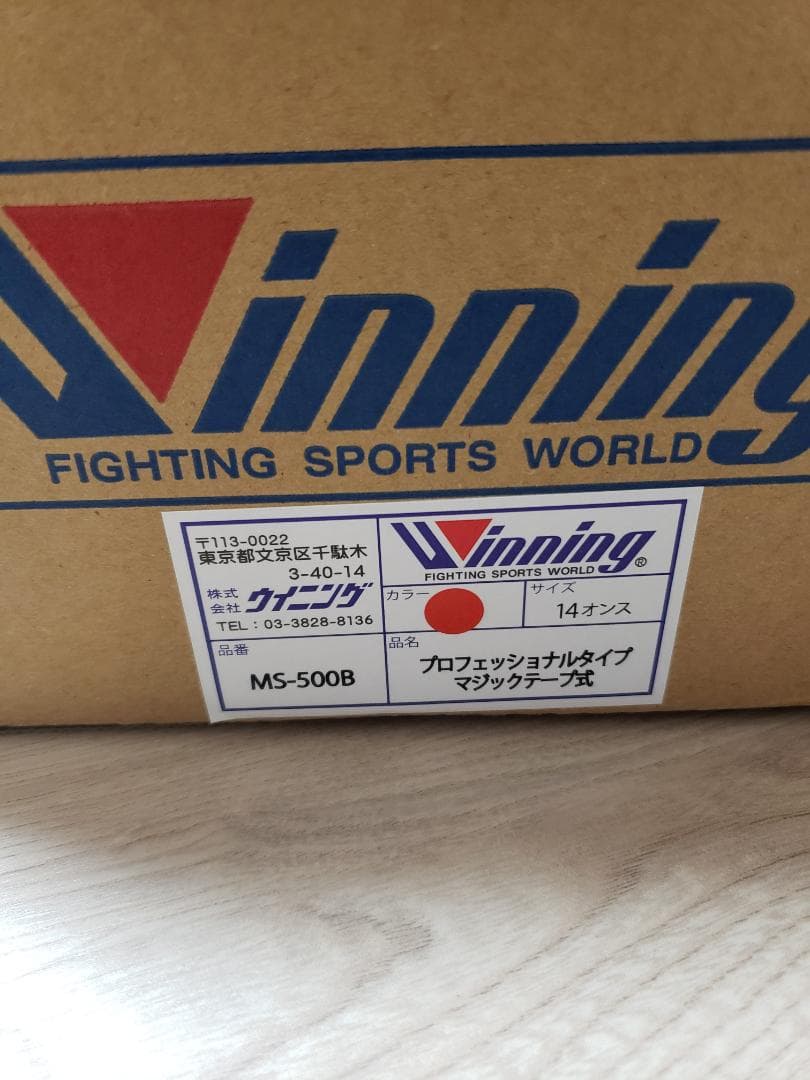 Winning
FIGHTING SPORTS WORLD
〒113-0022
東京都文京区千駄木
3-40-14
株式会社 ウイニング
TEL：03-3828-8136
Winning®
FIGHTING SPORTS WORLD
カラー
サイズ
14オンス
品番
MS-500B
品名
プロフェッショナルタイプ
マジックテープ式